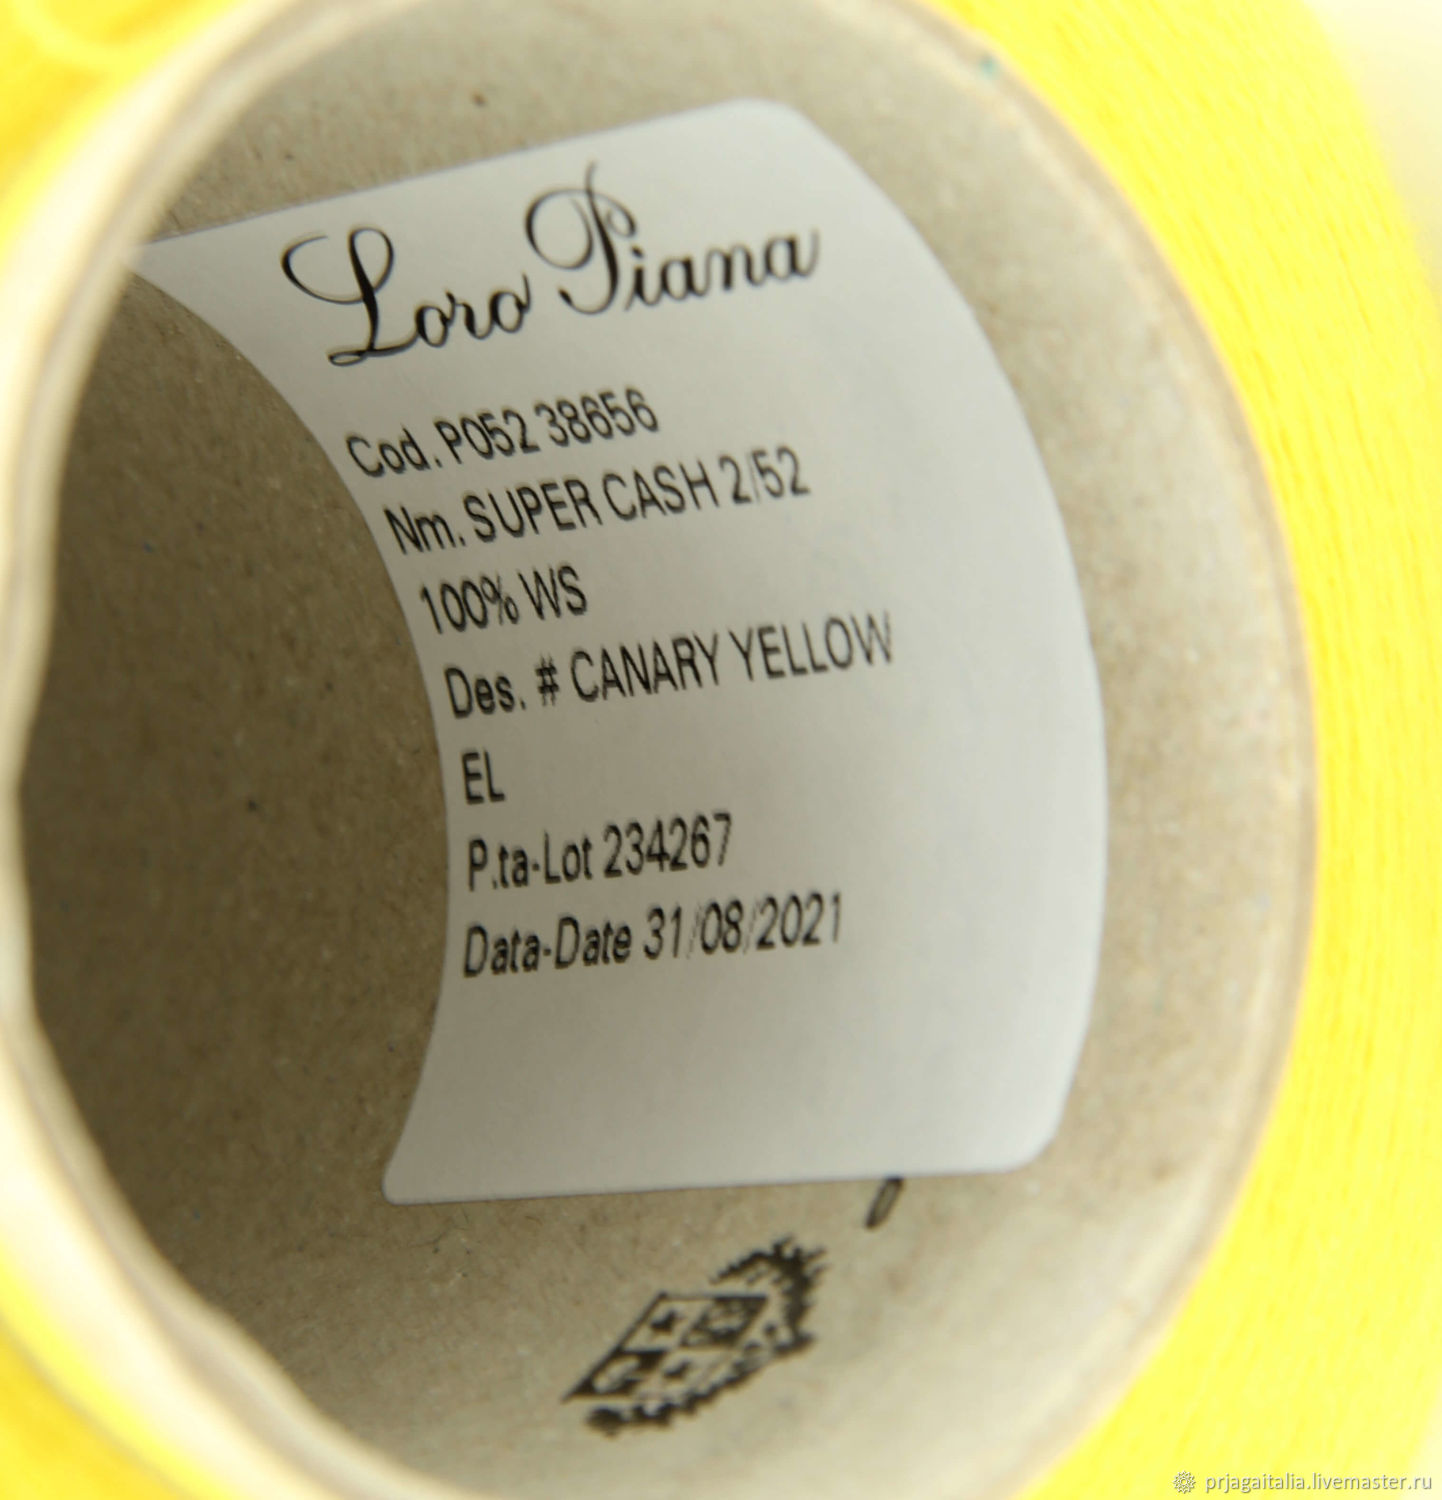 Loro Piana
Cod. P052 38656
Nm. SUPER CASH 2/52
100% WS
Des. # CANARY YELLOW
EL
P.ta-Lot 234267
Data-Date 31/08/2021
prjagaitalia.livemaster.ru